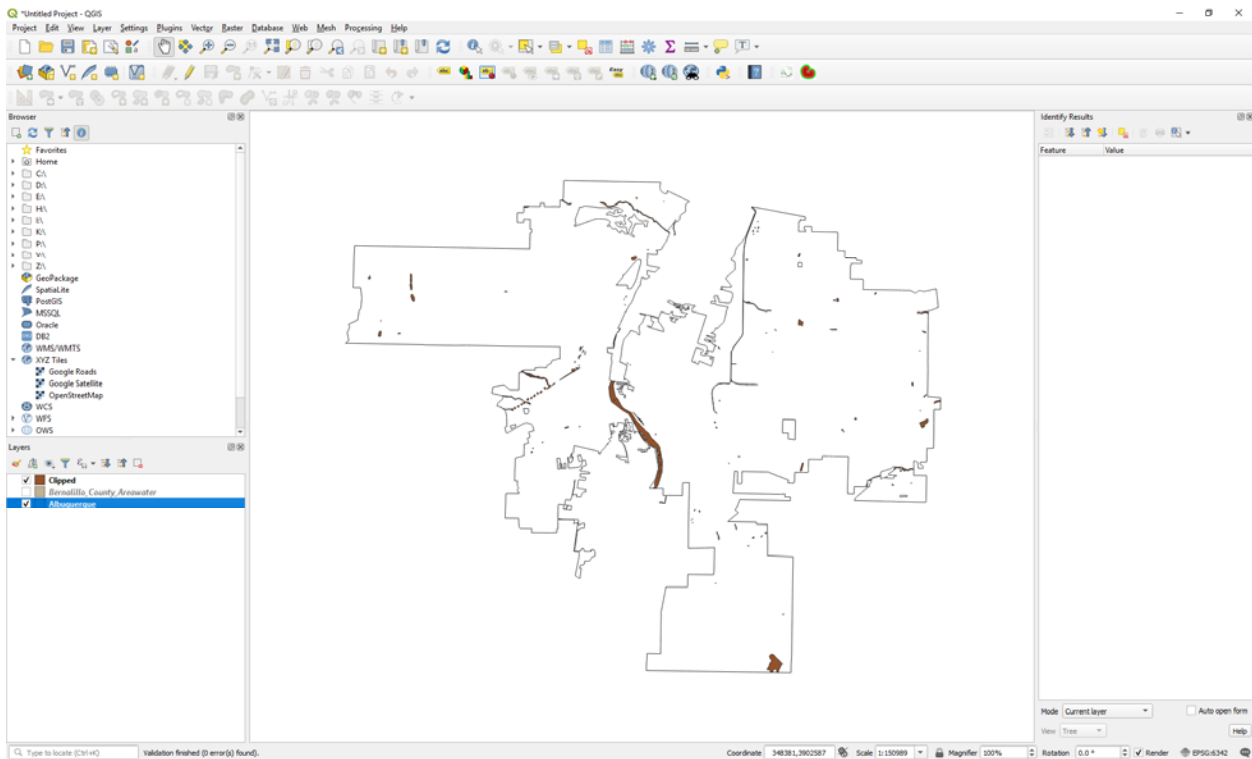 *Untitled Project - QGIS
Project Edit View Layer Settings Plugins Vector Raster Database Web Mesh Processing Help
Browser
Favorites
Home
C:\
D:\
E:\
H:\
I:\
K:\
P:\
V:\
Z:\
GeoPackage
SpatiaLite
PostGIS
MSSQL
Oracle
DB2
WMS/WMTS
XYZ Tiles
Google Roads
Google Satellite
OpenStreetMap
WCS
WFS
OWS
Layers
Clipped
Bernalillo_County_Areawater
Albuquerque
Identify Results
Feature Value
Mode Current layer Auto open form
View Tree Help
Type to locate (Ctrl+K) Validation finished (0 error(s) found). Coordinate 348381,3902587 Scale 1:150989 Magnifier 100% Rotation 0.0 ° Render EPSG:6342